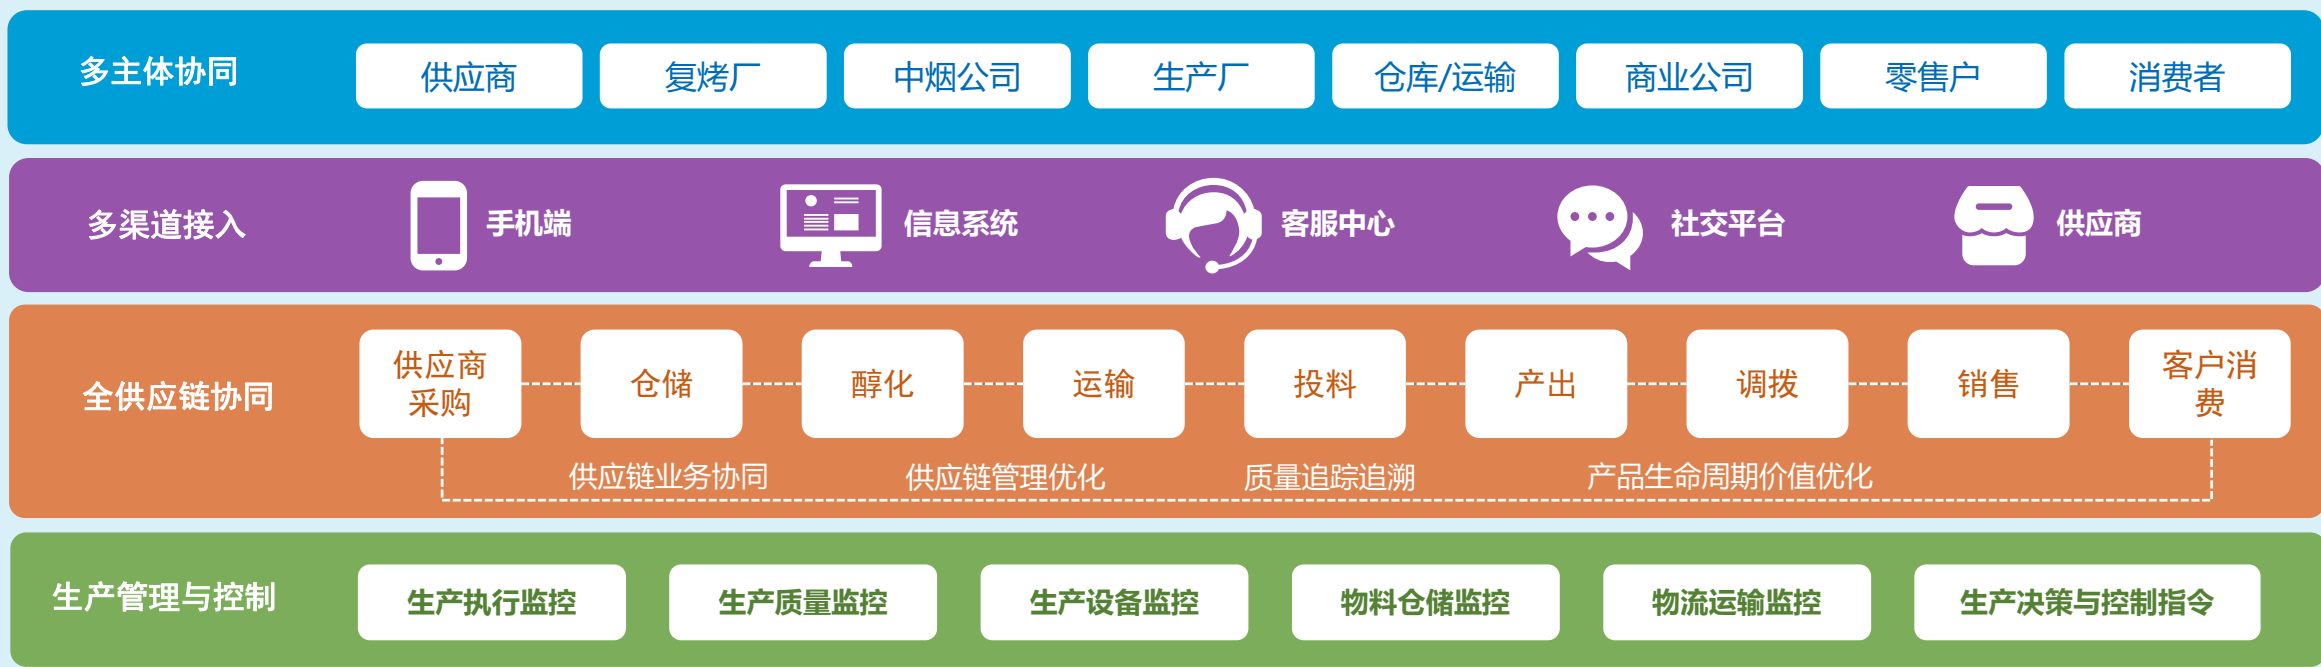 多主体协同
供应商
复烤厂
中烟公司
生产厂
仓库/运输
商业公司
零售户
消费者
多渠道接入
手机端
信息系统
客服中心
社交平台
供应商
全供应链协同
供应商
采购
仓储
醇化
运输
投料
产出
调拨
销售
客户消
费
供应链业务协同
供应链管理优化
质量追踪追溯
产品生命周期价值优化
生产管理与控制
生产执行监控
生产质量监控
生产设备监控
物料仓储监控
物流运输监控
生产决策与控制指令